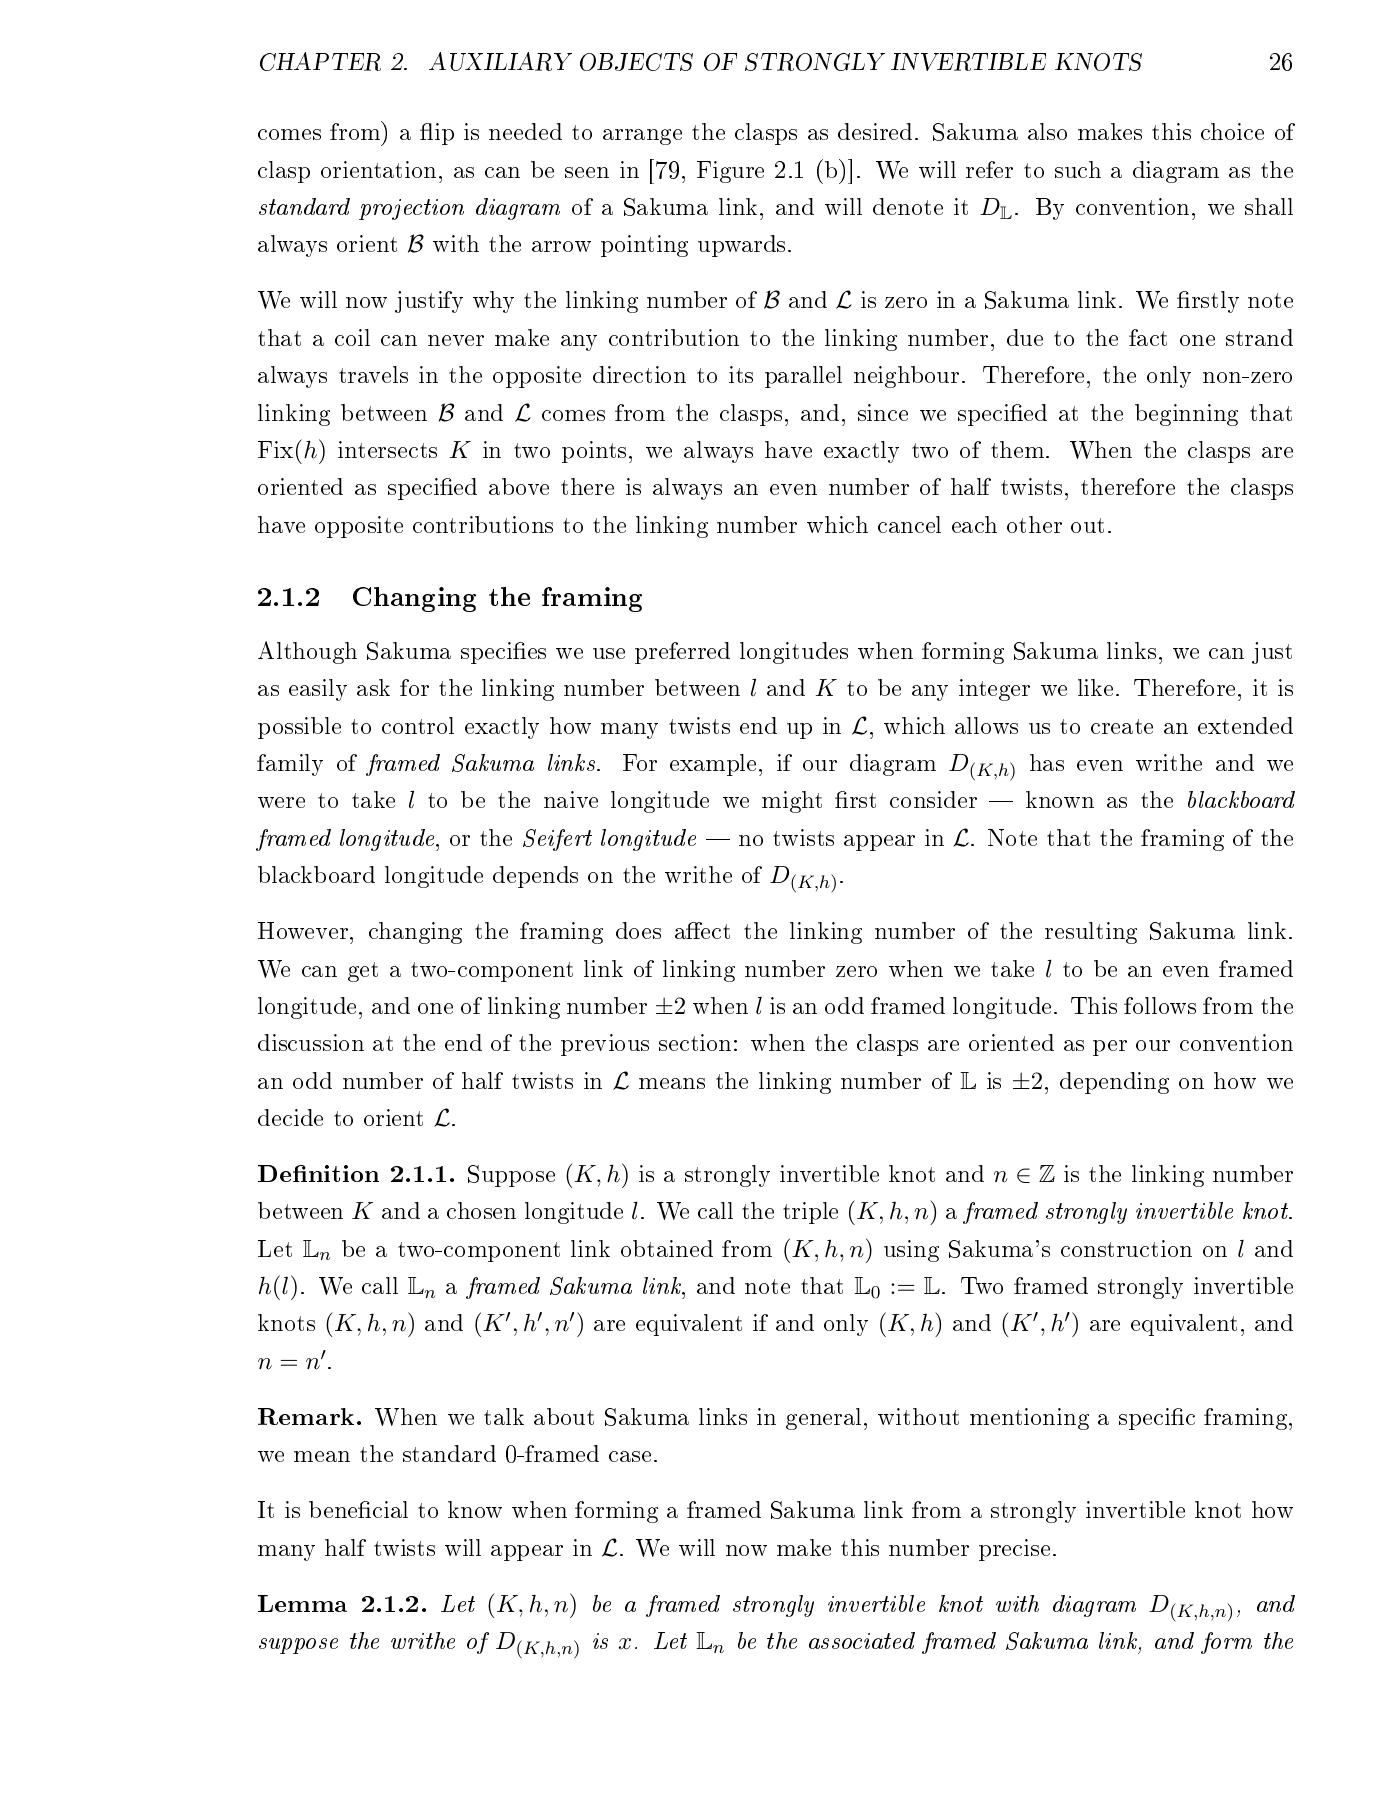 CHAPTER 2. AUXILIARY OBJECTS OF STRONGLY INVERTIBLE KNOTS 26
comes from) a flip is needed to arrange the clasps as desired. Sakuma also makes this choice of
clasp orientation, as can be seen in [79, Figure 2.1 (b)]. We will refer to such a diagram as the
standard projection diagram of a Sakuma link, and will denote it $D_{\mathbb{L}}$. By convention, we shall
always orient $\mathcal{B}$ with the arrow pointing upwards.
We will now justify why the linking number of $\mathcal{B}$ and $\mathcal{L}$ is zero in a Sakuma link. We firstly note
that a coil can never make any contribution to the linking number, due to the fact one strand
always travels in the opposite direction to its parallel neighbour. Therefore, the only non-zero
linking between $\mathcal{B}$ and $\mathcal{L}$ comes from the clasps, and, since we specified at the beginning that
Fix(h) intersects K in two points, we always have exactly two of them. When the clasps are
oriented as specified above there is always an even number of half twists, therefore the clasps
have opposite contributions to the linking number which cancel each other out.
2.1.2 Changing the framing
Although Sakuma specifies we use preferred longitudes when forming Sakuma links, we can just
as easily ask for the linking number between l and K to be any integer we like. Therefore, it is
possible to control exactly how many twists end up in $\mathcal{L}$, which allows us to create an extended
family of framed Sakuma links. For example, if our diagram $D_{(K,h)}$ has even writhe and we
were to take l to be the naive longitude we might first consider — known as the blackboard
framed longitude, or the Seifert longitude — no twists appear in $\mathcal{L}$. Note that the framing of the
blackboard longitude depends on the writhe of $D_{(K,h)}$.
However, changing the framing does affect the linking number of the resulting Sakuma link.
We can get a two-component link of linking number zero when we take l to be an even framed
longitude, and one of linking number ±2 when l is an odd framed longitude. This follows from the
discussion at the end of the previous section: when the clasps are oriented as per our convention
an odd number of half twists in $\mathcal{L}$ means the linking number of $\mathbb{L}$ is ±2, depending on how we
decide to orient $\mathcal{L}$.
Definition 2.1.1. Suppose (K, h) is a strongly invertible knot and n ∈ ℤ is the linking number
between K and a chosen longitude l. We call the triple (K, h, n) a framed strongly invertible knot.
Let $\mathbb{L}_n$ be a two-component link obtained from (K, h, n) using Sakuma's construction on l and
h(l). We call $\mathbb{L}_n$ a framed Sakuma link, and note that $\mathbb{L}_0 := \mathbb{L}$. Two framed strongly invertible
knots (K, h, n) and (K′, h′, n′) are equivalent if and only (K, h) and (K′, h′) are equivalent, and
n = n′.
Remark. When we talk about Sakuma links in general, without mentioning a specific framing,
we mean the standard 0-framed case.
It is beneficial to know when forming a framed Sakuma link from a strongly invertible knot how
many half twists will appear in $\mathcal{L}$. We will now make this number precise.
Lemma 2.1.2. Let (K, h, n) be a framed strongly invertible knot with diagram $D_{(K,h,n)}$, and
suppose the writhe of $D_{(K,h,n)}$ is x. Let $\mathbb{L}_n$ be the associated framed Sakuma link, and form the